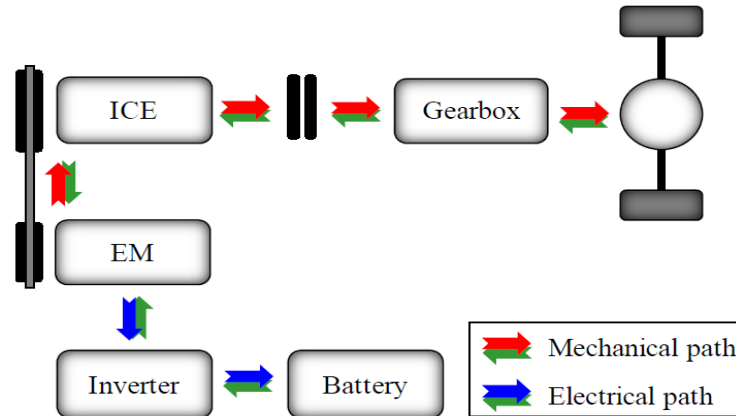 ICE
Gearbox
EM
Mechanical path
Inverter
Battery
Electrical path